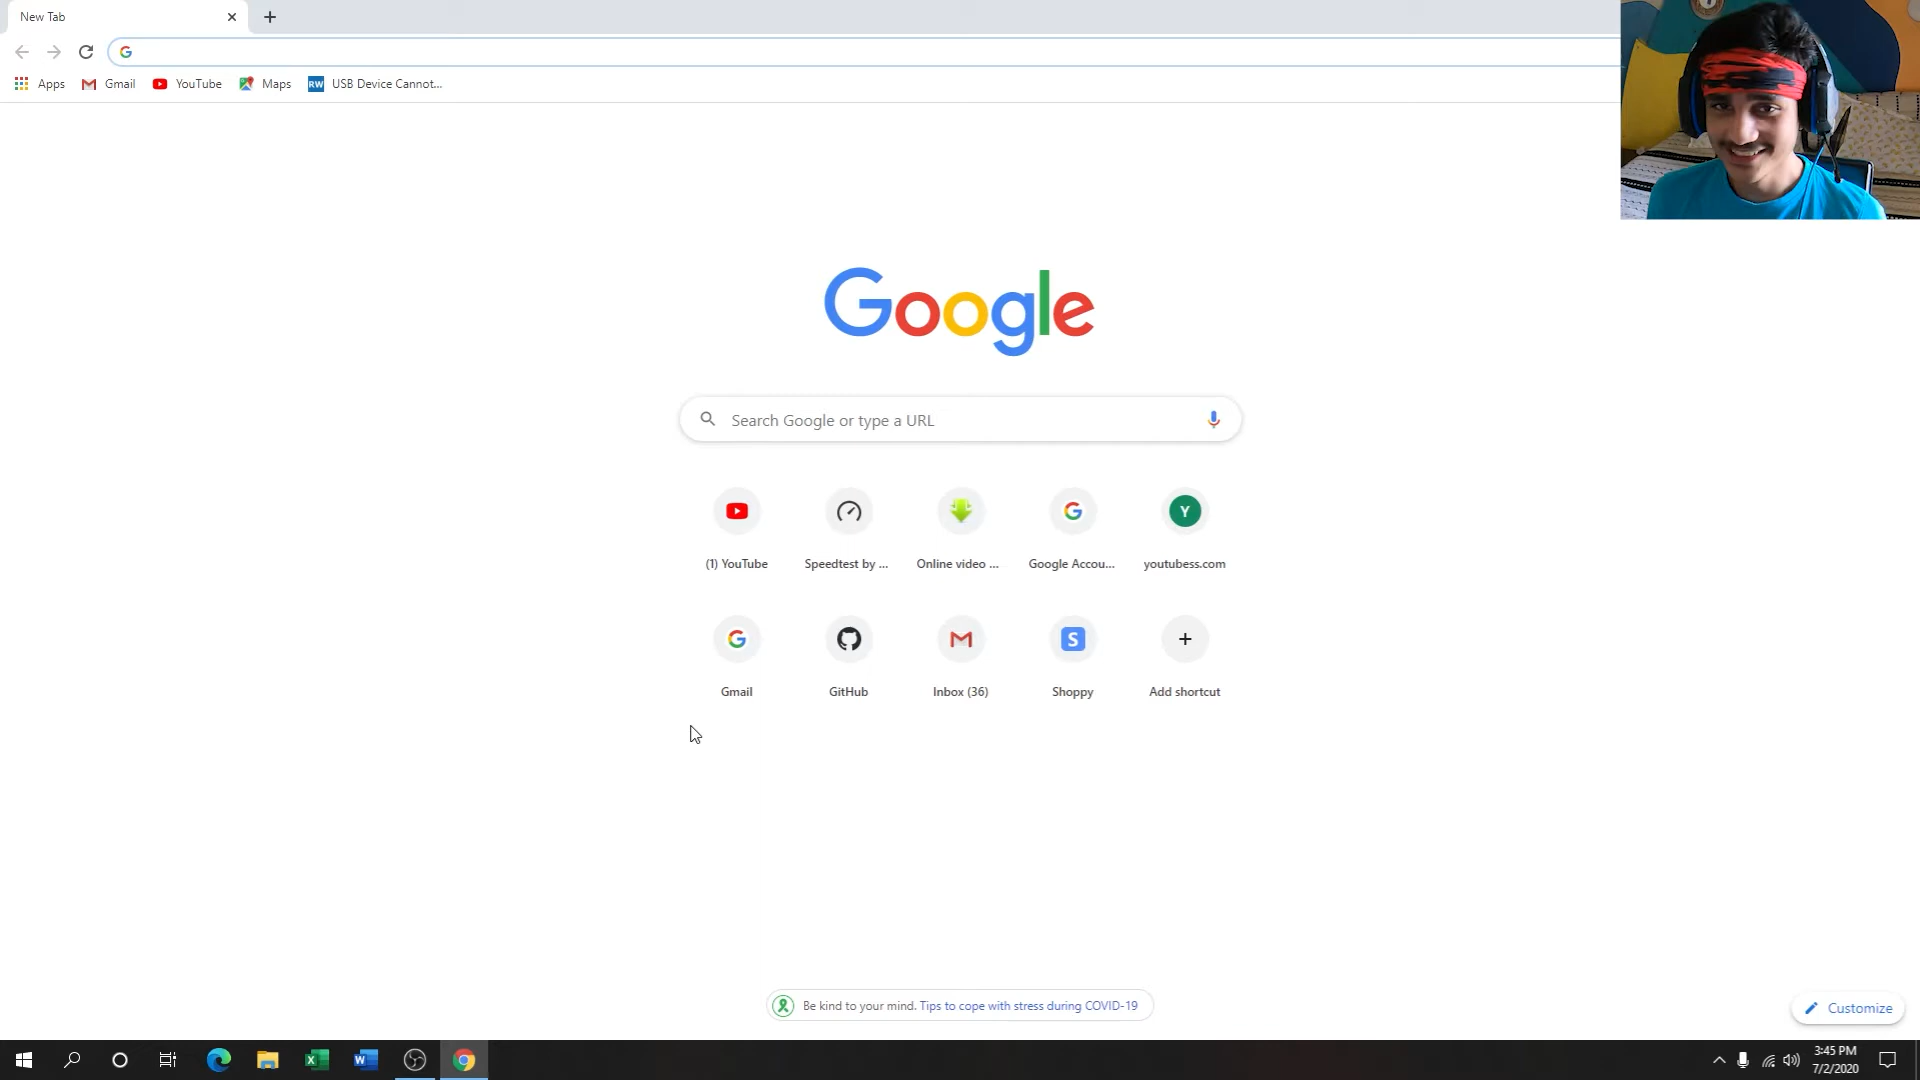 New Tab
Apps Gmail YouTube Maps RW USB Device Cannot...
Google
Search Google or type a URL
(1) YouTube Speedtest by ... Online video ... Google Accou... Y youtubess.com
Gmail GitHub Inbox (36) S Shoppy Add shortcut
Be kind to your mind. Tips to cope with stress during COVID-19
Customize
3:45 PM
7/2/2020